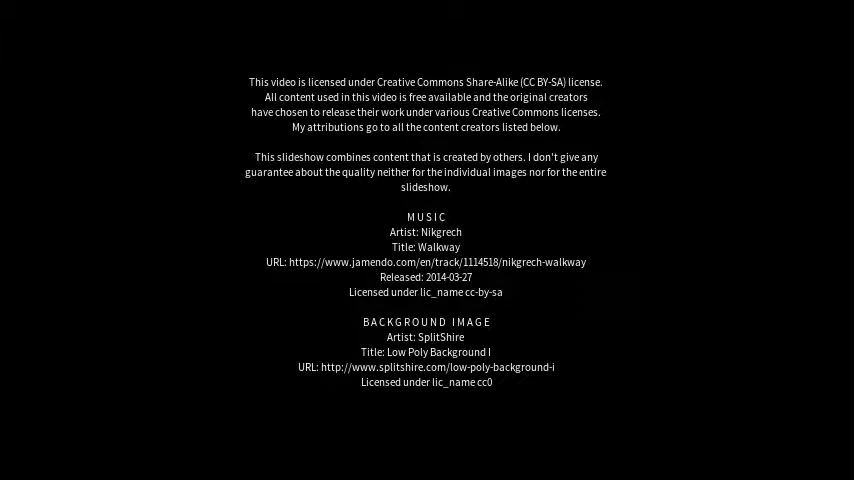 This video is licensed under Creative Commons Share-Alike (CC BY-SA) license.
All content used in this video is free available and the original creators
have chosen to release their work under various Creative Commons licenses.
My attributions go to all the content creators listed below.
This slideshow combines content that is created by others. I don't give any
guarantee about the quality neither for the individual images nor for the entire
slideshow.
MUSIC
Artist: Nikgrech
Title: Walkway
URL: https://www.jamendo.com/en/track/1114518/nikgrech-walkway
Released: 2014-03-27
Licensed under lic_name cc-by-sa
BACKGROUND IMAGE
Artist: SplitShire
Title: Low Poly Background I
URL: http://www.splitshire.com/low-poly-background-i
Licensed under lic_name cc0